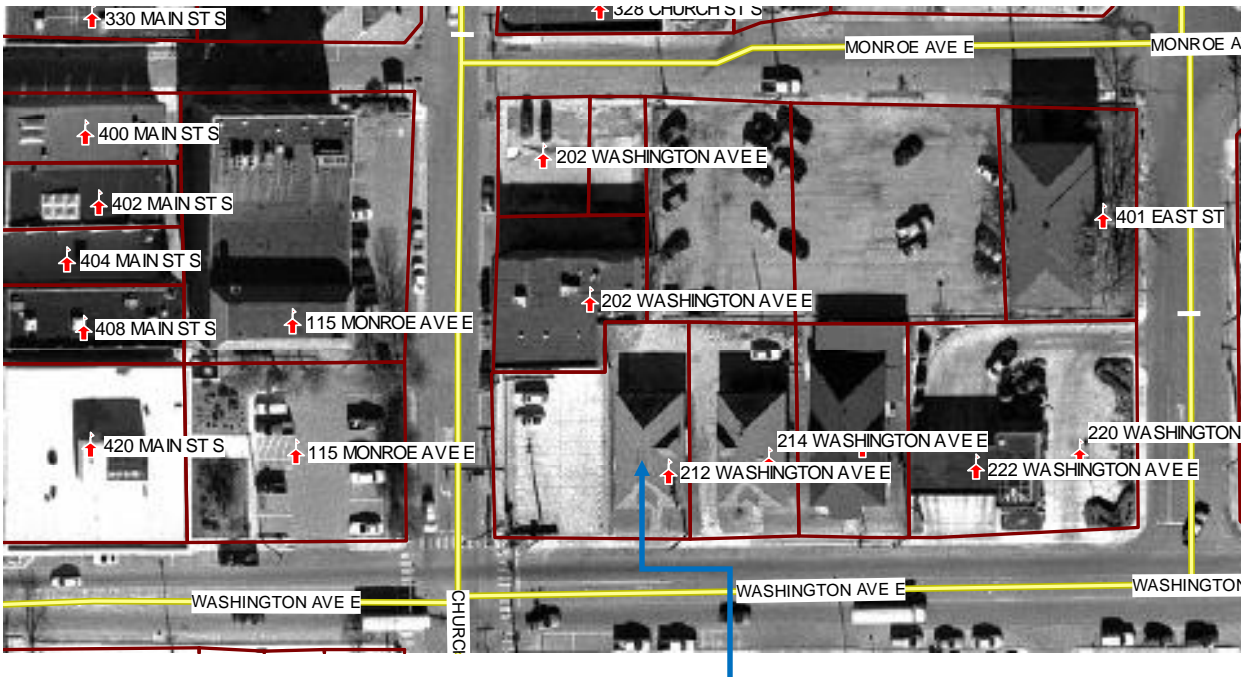 330 MAIN ST S
328 CHURCH ST S
MONROE AVE E
MONROE A
400 MAIN ST S
202 WASHINGTON AVE E
402 MAIN ST S
401 EAST ST
404 MAIN ST S
202 WASHINGTON AVE E
408 MAIN ST S
115 MONROE AVE E
420 MAIN ST S
115 MONROE AVE E
214 WASHINGTON AVE E
220 WASHINGTON
212 WASHINGTON AVE E
222 WASHINGTON AVE E
WASHINGTON AVE E
CHURCH
WASHINGTON AVE E
WASHINGTON